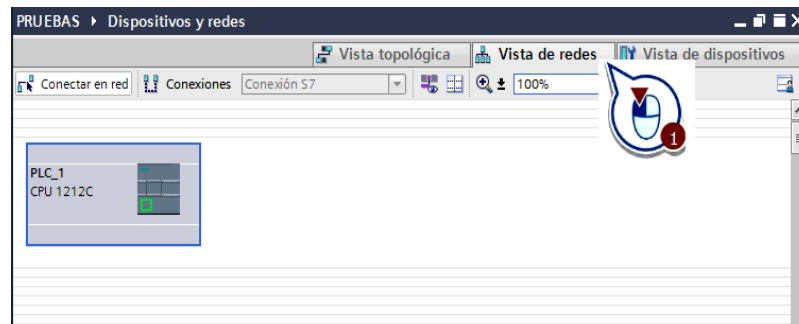 PRUEBAS ▸ Dispositivos y redes
Vista topológica Vista de redes Vista de dispositivos
Conectar en red Conexiones Conexión S7 100%
1
PLC_1
CPU 1212C